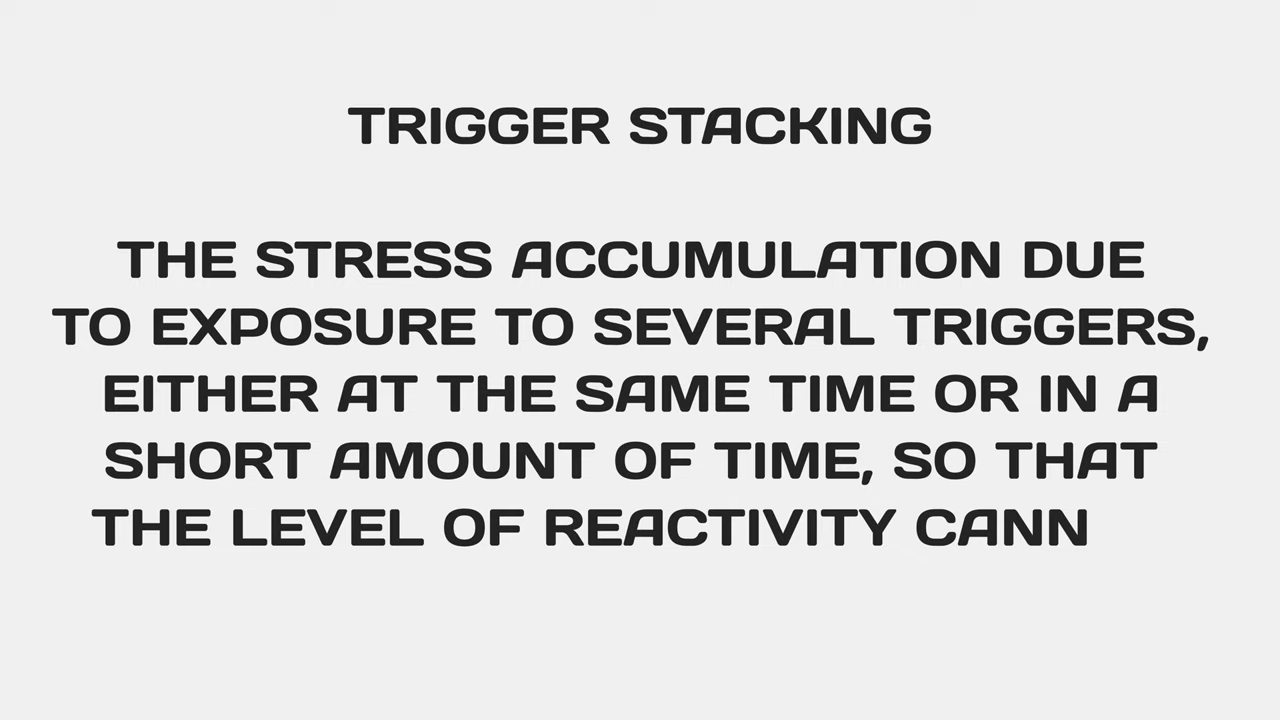 TRIGGER STACKING
THE STRESS ACCUMULATION DUE
TO EXPOSURE TO SEVERAL TRIGGERS,
EITHER AT THE SAME TIME OR IN A
SHORT AMOUNT OF TIME, SO THAT
THE LEVEL OF REACTIVITY CANN